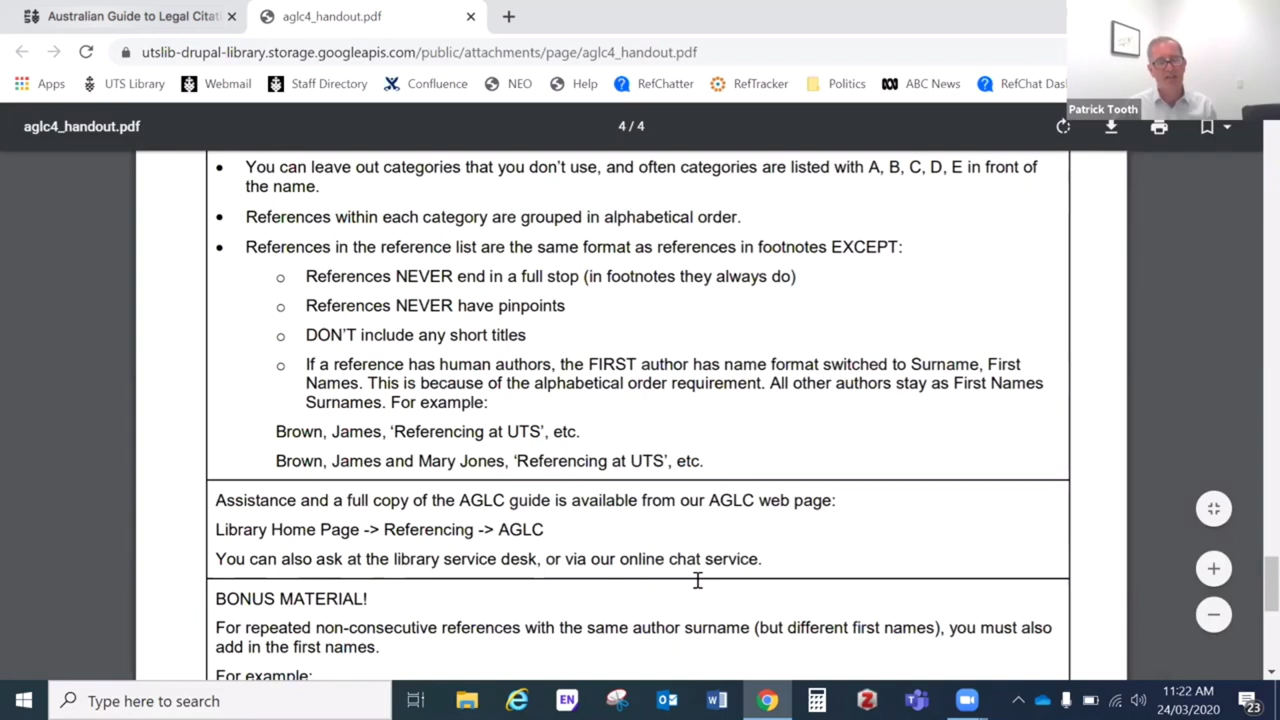 Australian Guide to Legal Citati
aglc4_handout.pdf
utslib-drupal-library.storage.googleapis.com/public/attachments/page/aglc4_handout.pdf
Apps
UTS Library
Webmail
Staff Directory
Confluence
NEO
Help
RefChatter
RefTracker
Politics
ABC News
RefChat Das
Patrick Tooth
aglc4_handout.pdf
4 / 4
• You can leave out categories that you don't use, and often categories are listed with A, B, C, D, E in front of
the name.
• References within each category are grouped in alphabetical order.
• References in the reference list are the same format as references in footnotes EXCEPT:
o References NEVER end in a full stop (in footnotes they always do)
o References NEVER have pinpoints
o DON'T include any short titles
o If a reference has human authors, the FIRST author has name format switched to Surname, First
Names. This is because of the alphabetical order requirement. All other authors stay as First Names
Surnames. For example:
Brown, James, 'Referencing at UTS', etc.
Brown, James and Mary Jones, 'Referencing at UTS', etc.
Assistance and a full copy of the AGLC guide is available from our AGLC web page:
Library Home Page -> Referencing -> AGLC
You can also ask at the library service desk, or via our online chat service.
BONUS MATERIAL!
For repeated non-consecutive references with the same author surname (but different first names), you must also
add in the first names.
For example:
Type here to search
EN
11:22 AM
24/03/2020
23